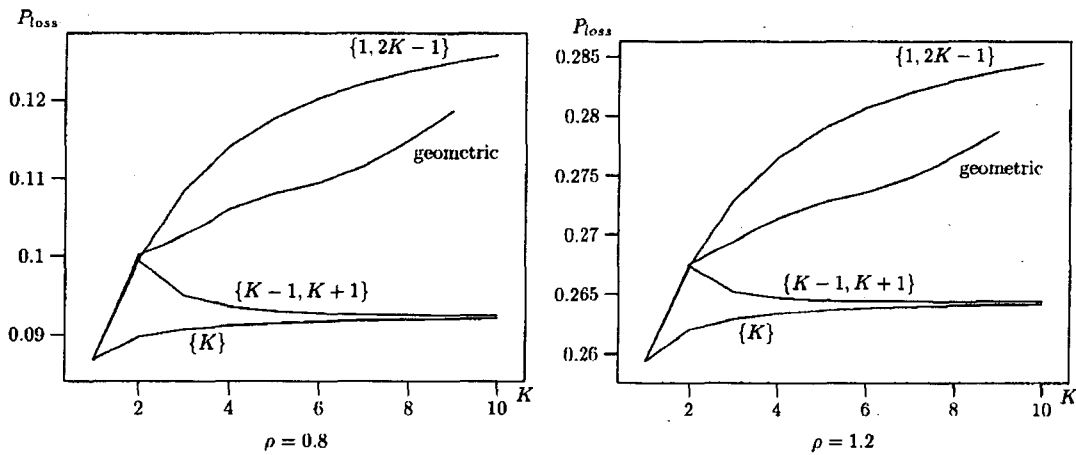 P_loss
{1, 2K − 1}
0.12
geometric
0.11
0.1
{K − 1, K + 1}
0.09
{K}
2 4 6 8 10 K
ρ = 0.8
P_loss
0.285
{1, 2K − 1}
0.28
0.275
geometric
0.27
{K − 1, K + 1}
0.265
{K}
0.26
2 4 6 8 10 K
ρ = 1.2